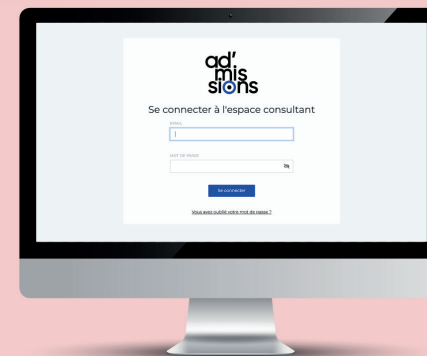 ad'
mis
sions
Se connecter à l'espace consultant
EMAIL
MOT DE PASSE
Se connecter
Vous avez oublié votre mot de passe ?